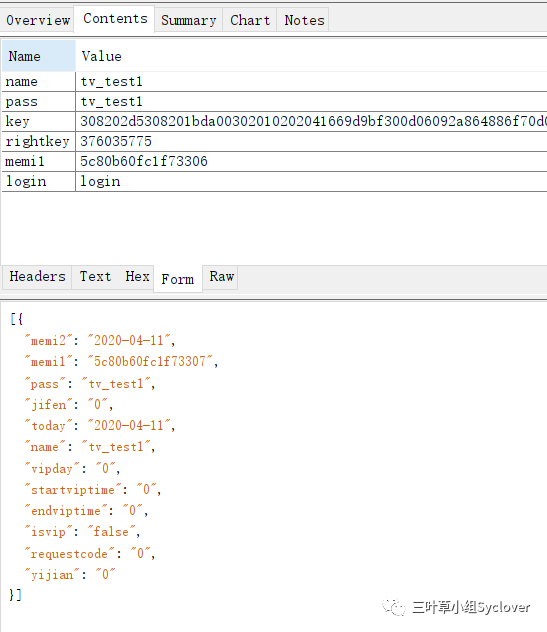 Overview Contents Summary Chart Notes
Name Value
name tv_test1
pass tv_test1
key 308202d5308201bda00302010202041669d9bf300d06092a864886f70d0
rightkey 376035775
memi1 5c80b60fc1f73306
login login
Headers Text Hex Form Raw
[{
"memi2": "2020-04-11",
"memi1": "5c80b60fc1f73307",
"pass": "tv_test1",
"jifen": "0",
"today": "2020-04-11",
"name": "tv_test1",
"vipday": "0",
"startviptime": "0",
"endviptime": "0",
"isvip": "false",
"requestcode": "0",
"yijian": "0"
}]
三叶草小组Syclover